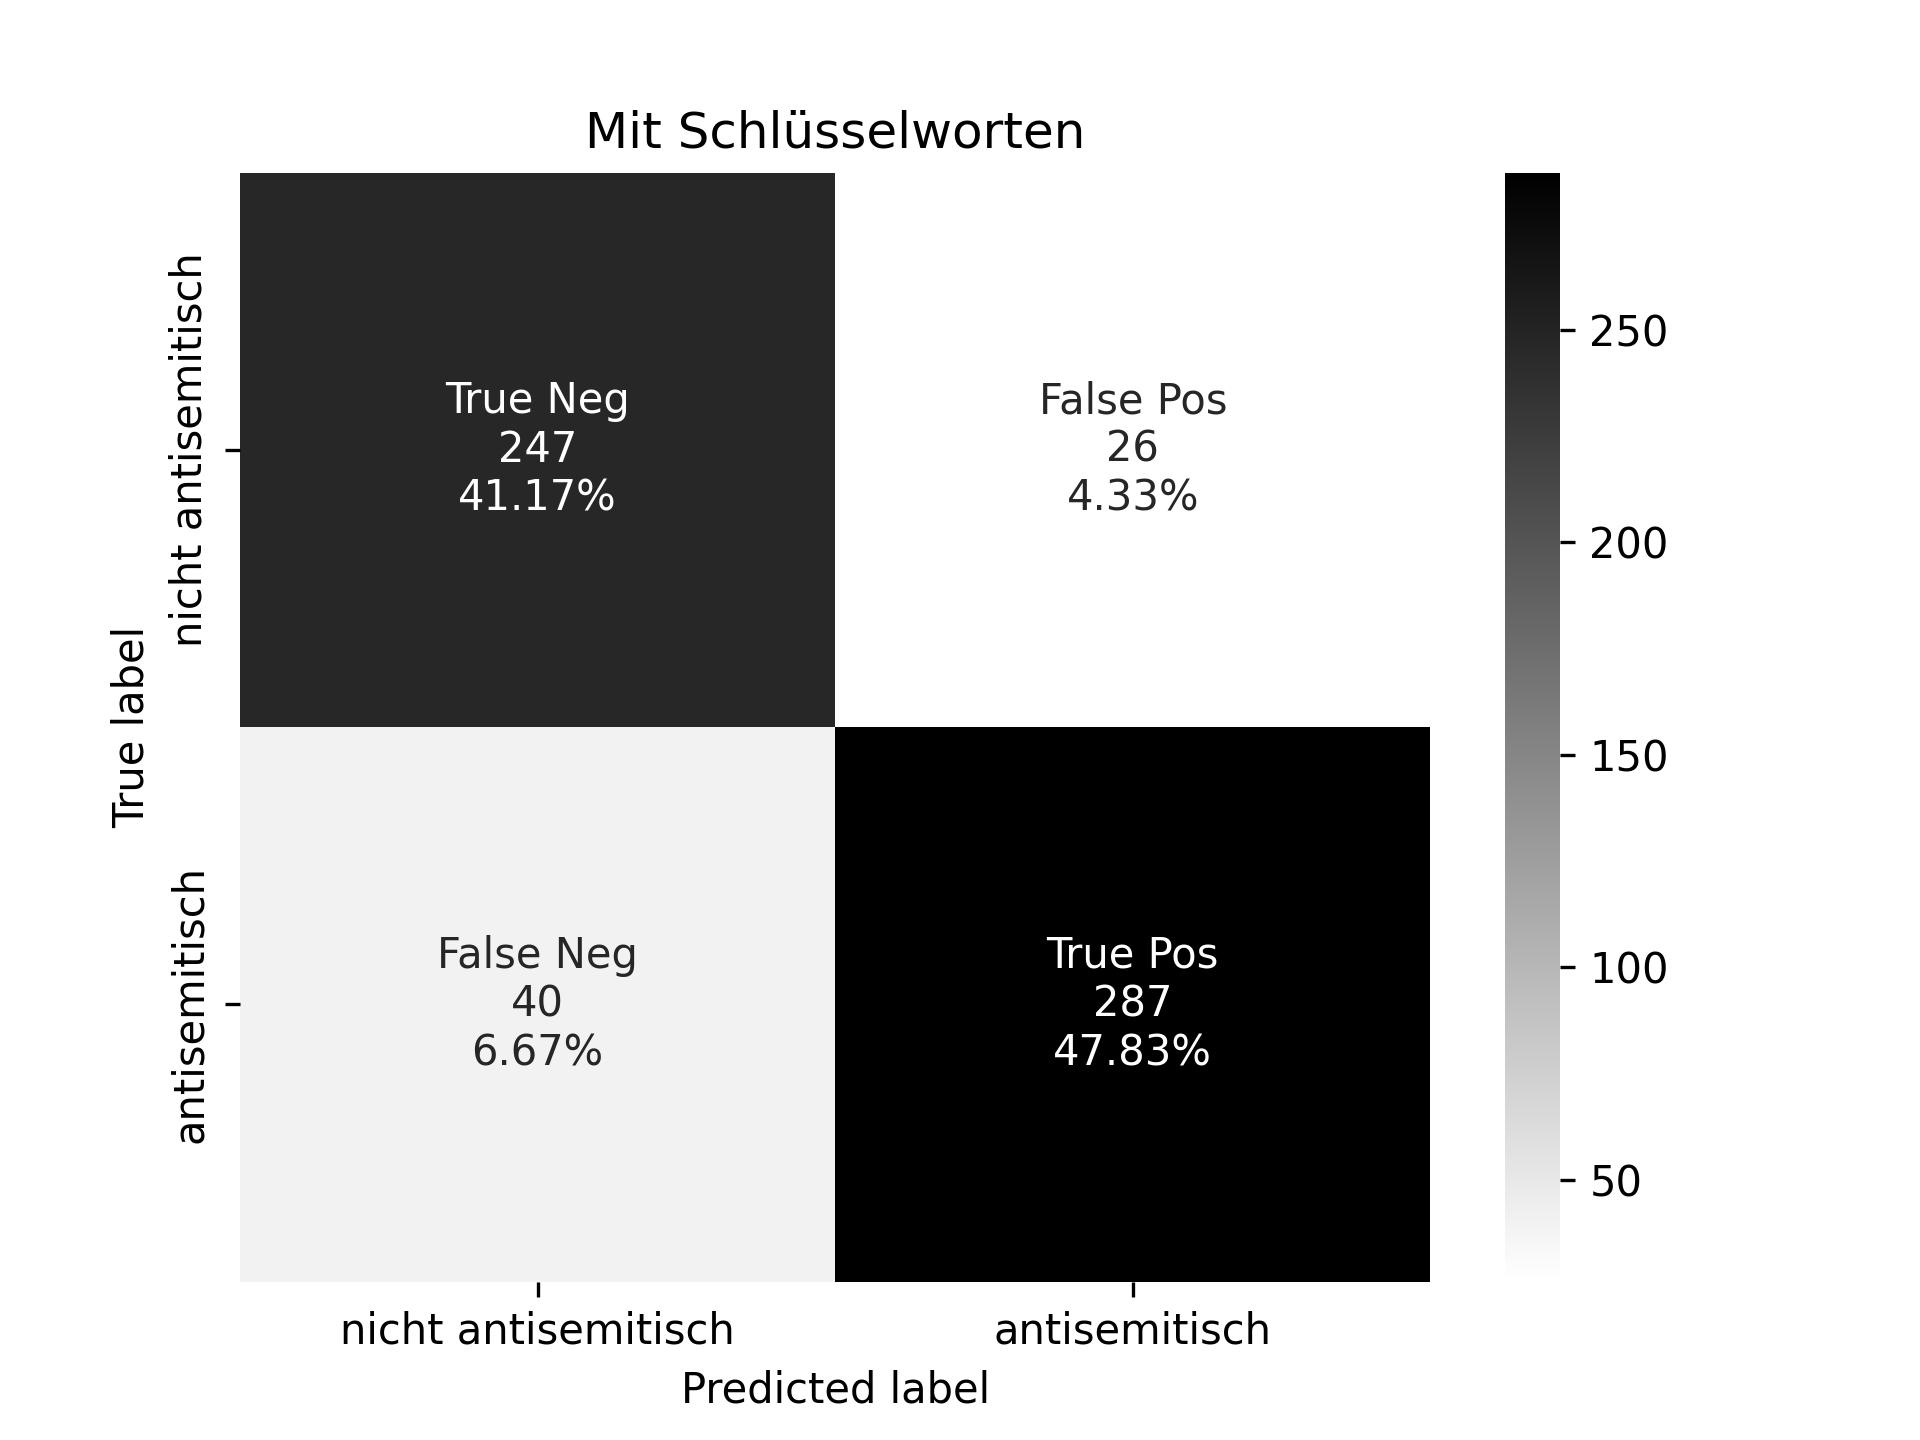 Mit Schlüsselworten
True label
nicht antisemitisch
antisemitisch
True Neg
247
41.17%
False Pos
26
4.33%
False Neg
40
6.67%
True Pos
287
47.83%
nicht antisemitisch
antisemitisch
Predicted label
250
200
150
100
50